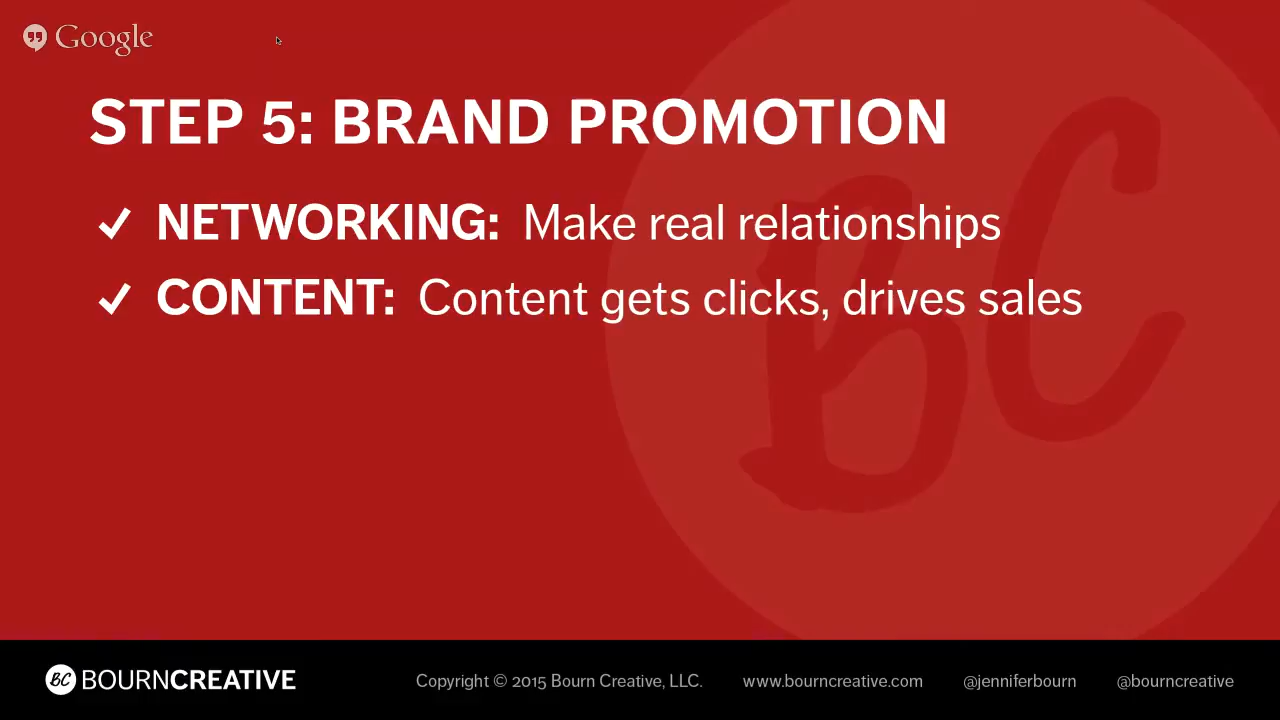 Google
STEP 5: BRAND PROMOTION
✓ NETWORKING: Make real relationships
✓ CONTENT: Content gets clicks, drives sales
BC
BC BOURNCREATIVE Copyright © 2015 Bourn Creative, LLC. www.bourncreative.com @jenniferbourn @bourncreative